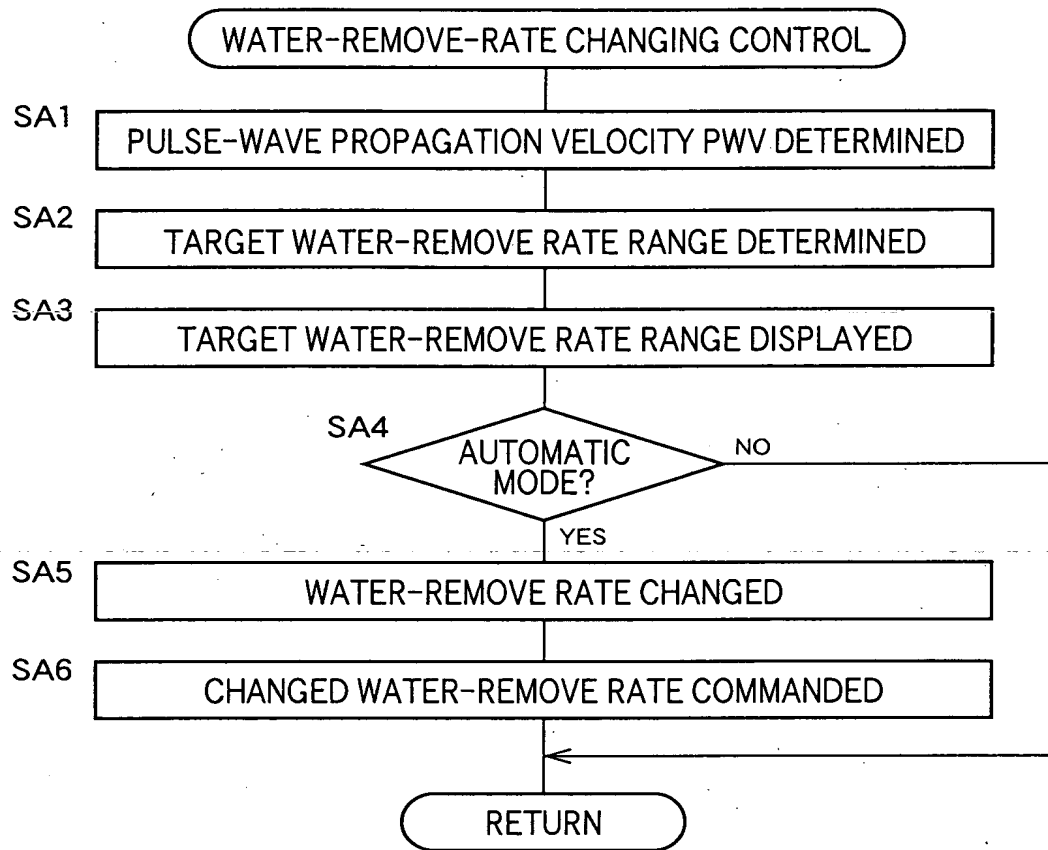 WATER-REMOVE-RATE CHANGING CONTROL
SA1
PULSE-WAVE PROPAGATION VELOCITY PWV DETERMINED
SA2
TARGET WATER-REMOVE RATE RANGE DETERMINED
SA3
TARGET WATER-REMOVE RATE RANGE DISPLAYED
SA4
AUTOMATIC
MODE?
NO
YES
SA5
WATER-REMOVE RATE CHANGED
SA6
CHANGED WATER-REMOVE RATE COMMANDED
RETURN